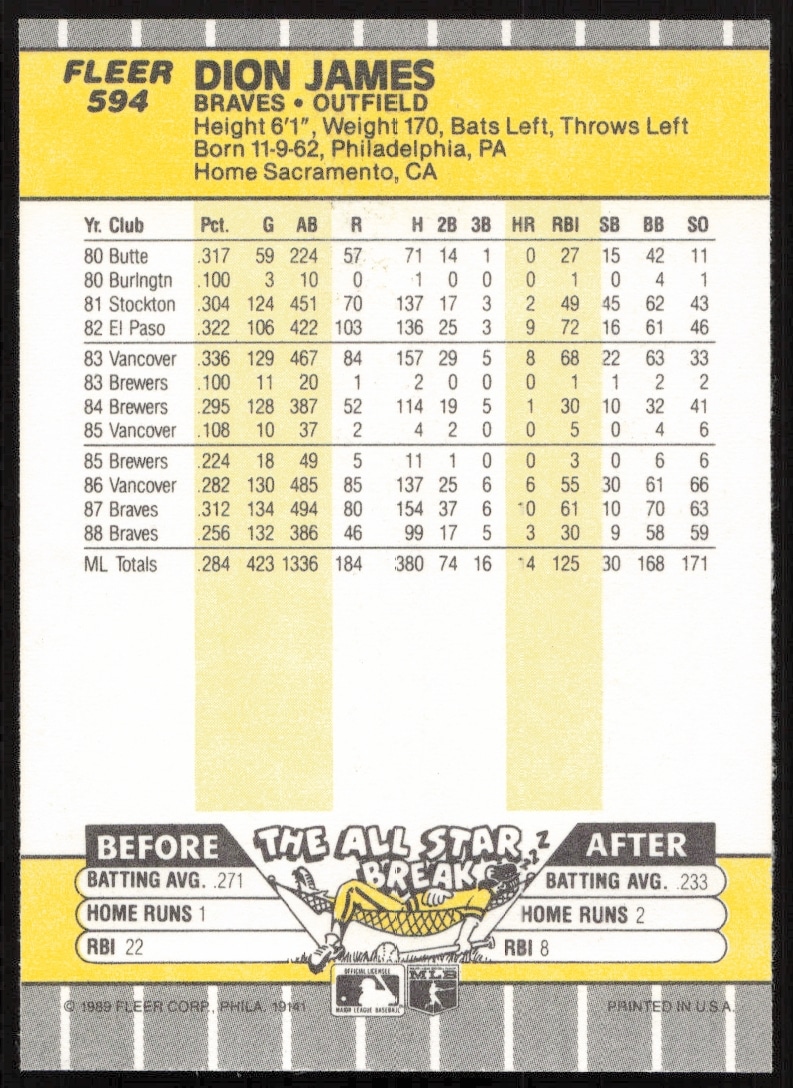 FLEER
594
DION JAMES
BRAVES • OUTFIELD
Height 6'1", Weight 170, Bats Left, Throws Left
Born 11-9-62, Philadelphia, PA
Home Sacramento, CA
Yr. Club Pct. G AB R H 2B 3B HR RBI SB BB SO
80 Butte .317 59 224 57 71 14 1 0 27 15 42 11
80 Burlngtn .100 3 10 0 1 0 0 0 1 0 4 1
81 Stockton .304 124 451 70 137 17 3 2 49 45 62 43
82 El Paso .322 106 422 103 136 25 3 9 72 16 61 46
83 Vancover .336 129 467 84 157 29 5 8 68 22 63 33
83 Brewers .100 11 20 1 2 0 0 0 1 1 2 2
84 Brewers .295 128 387 52 114 19 5 1 30 10 32 41
85 Vancover .108 10 37 2 4 2 0 0 5 0 4 6
85 Brewers .224 18 49 5 11 1 0 0 3 0 6 6
86 Vancover .282 130 485 85 137 25 6 6 55 30 61 66
87 Braves .312 134 494 80 154 37 6 10 61 10 70 63
88 Braves .256 132 386 46 99 17 5 3 30 9 58 59
ML Totals .284 423 1336 184 380 74 16 14 125 30 168 171
BEFORE THE ALL STAR BREAK ZZZ AFTER
BATTING AVG. .271 BATTING AVG. .233
HOME RUNS 1 HOME RUNS 2
RBI 22 RBI 8
OFFICIAL LICENSEE
MAJOR LEAGUE BASEBALL
MLB
© 1989 FLEER CORP., PHILA. 19141 PRINTED IN U.S.A.